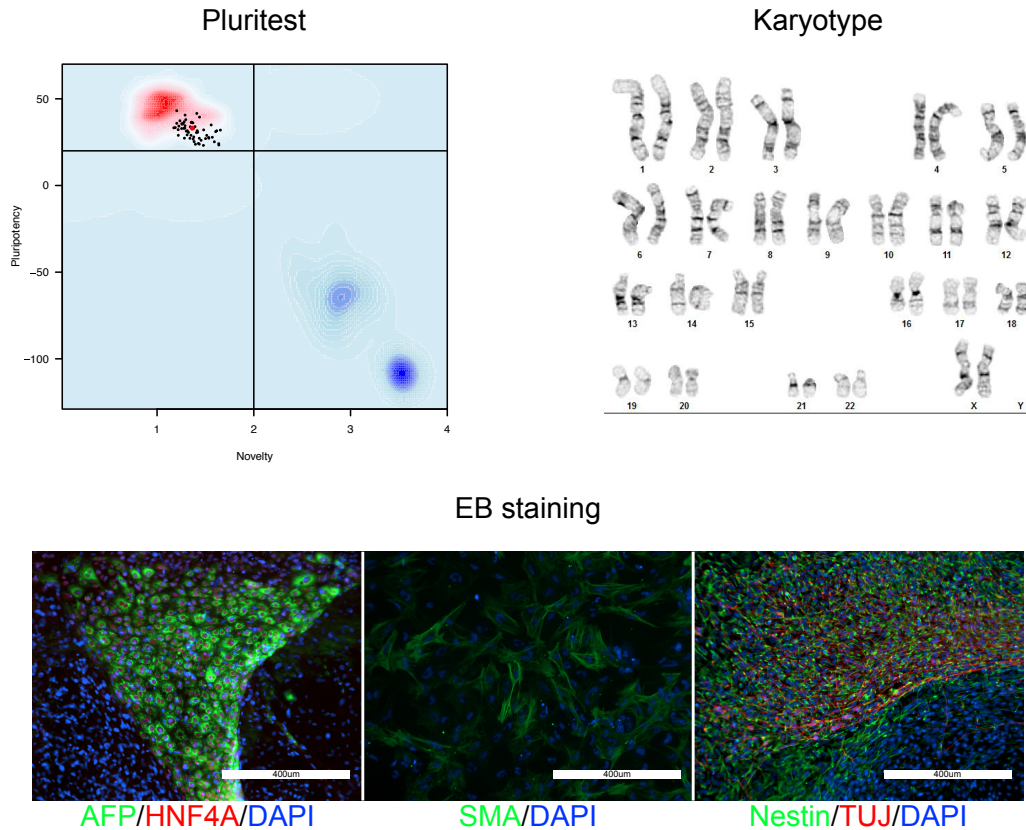 Pluritest
Karyotype
50
0
−50
−100
Pluripotency
1 2 3 4
Novelty
1 2 3 4 5
6 7 8 9 10 11 12
13 14 15 16 17 18
19 20 21 22 X Y
EB staining
400um 400um 400um
AFP/HNF4A/DAPI SMA/DAPI Nestin/TUJ/DAPI